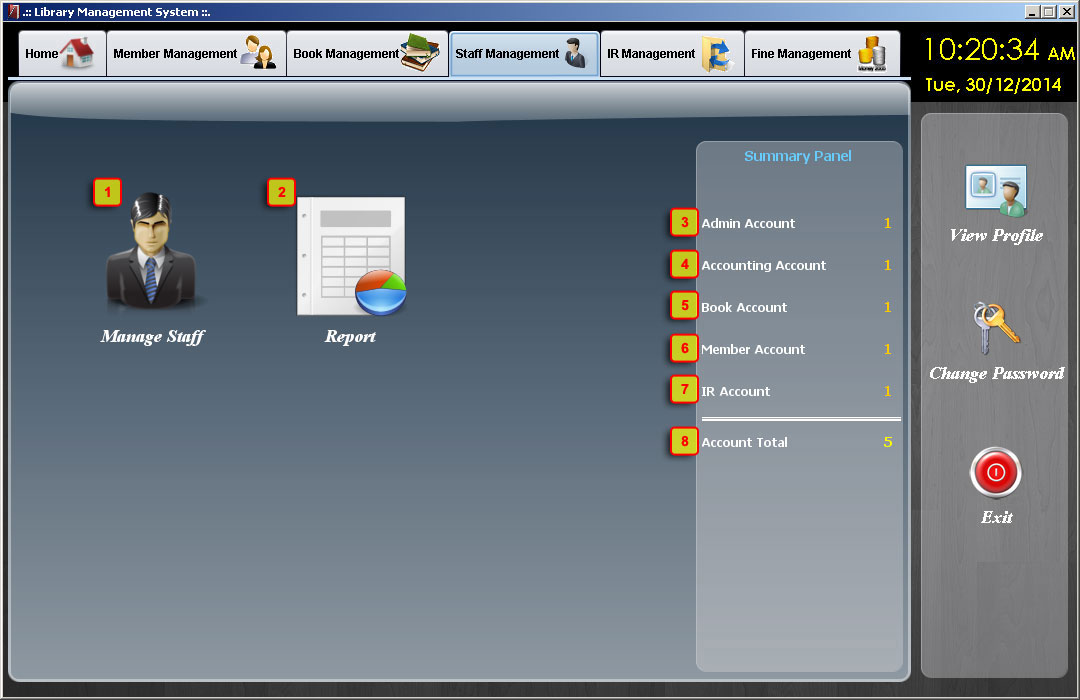 .:: Library Management System ::.
Home
Member Management
Book Management
Staff Management
IR Management
Fine Management
Money 2000
10:20:34 AM
Tue, 30/12/2014
1
2
Manage Staff
Report
Summary Panel
3 Admin Account 1
4 Accounting Account 1
5 Book Account 1
6 Member Account 1
7 IR Account 1
8 Account Total 5
View Profile
Change Password
Exit